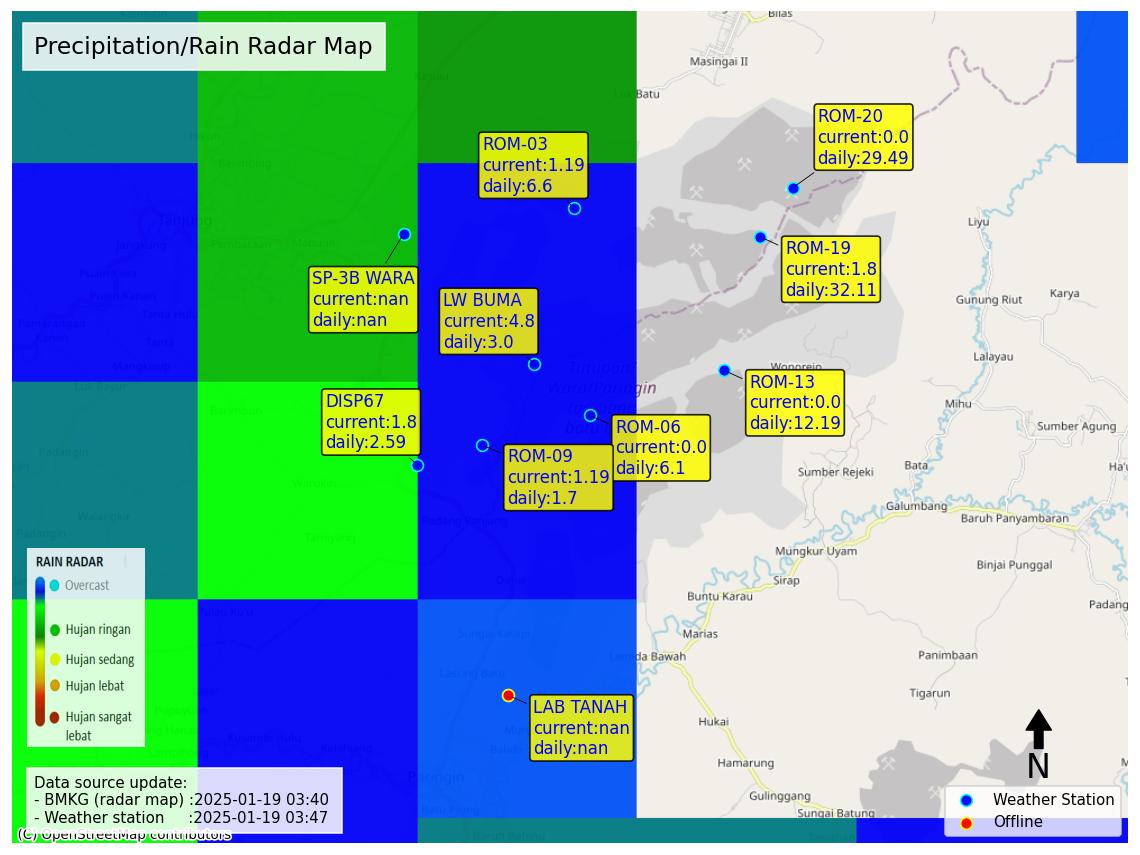 Precipitation/Rain Radar Map
Bilas
Masingai II
Luk Batu
ROM-20
current:0.0
daily:29.49
ROM-03
current:1.19
daily:6.6
Tanjung
Liyu
ROM-19
current:1.8
daily:32.11
SP-3B WARA
current:nan
daily:nan
LW BUMA
current:4.8
daily:3.0
Gunung Riut
Karya
Lalayau
Wonorejo
ROM-13
current:0.0
daily:12.19
Mihu
DISP67
current:1.8
daily:2.59
ROM-06
current:0.0
daily:6.1
Sumber Agung
ROM-09
current:1.19
daily:1.7
Sumber Rejeki
Bata
Galumbang
Baruh Panyambaran
Mungkur Uyam
Binjai Punggal
Sirap
Buntu Karau
Padang
RAIN RADAR
Overcast
Hujan ringan
Hujan sedang
Hujan lebat
Hujan sangat
lebat
Marias
Panimbaan
Tigarun
LAB TANAH
current:nan
daily:nan
Hukai
Hamarung
N
Paringin
Gulinggang
Sungai Batung
Data source update:
- BMKG (radar map) :2025-01-19 03:40
- Weather station :2025-01-19 03:47
(C) OpenStreetMap contributors
Weather Station
Offline